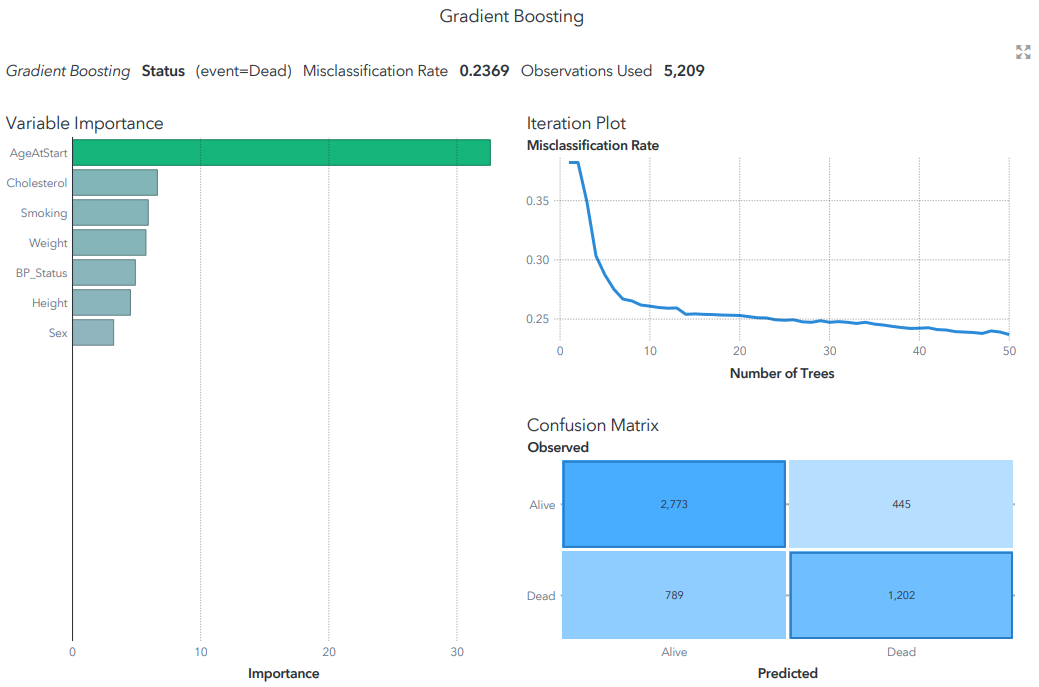 Gradient Boosting
Gradient Boosting Status (event=Dead) Misclassification Rate 0.2369 Observations Used 5,209
Variable Importance
AgeAtStart
Cholesterol
Smoking
Weight
BP_Status
Height
Sex
0 10 20 30
Importance
Iteration Plot
Misclassification Rate
0.35
0.30
0.25
0 10 20 30 40 50
Number of Trees
Confusion Matrix
Observed
Alive 2,773 445
Dead 789 1,202
Alive Dead
Predicted